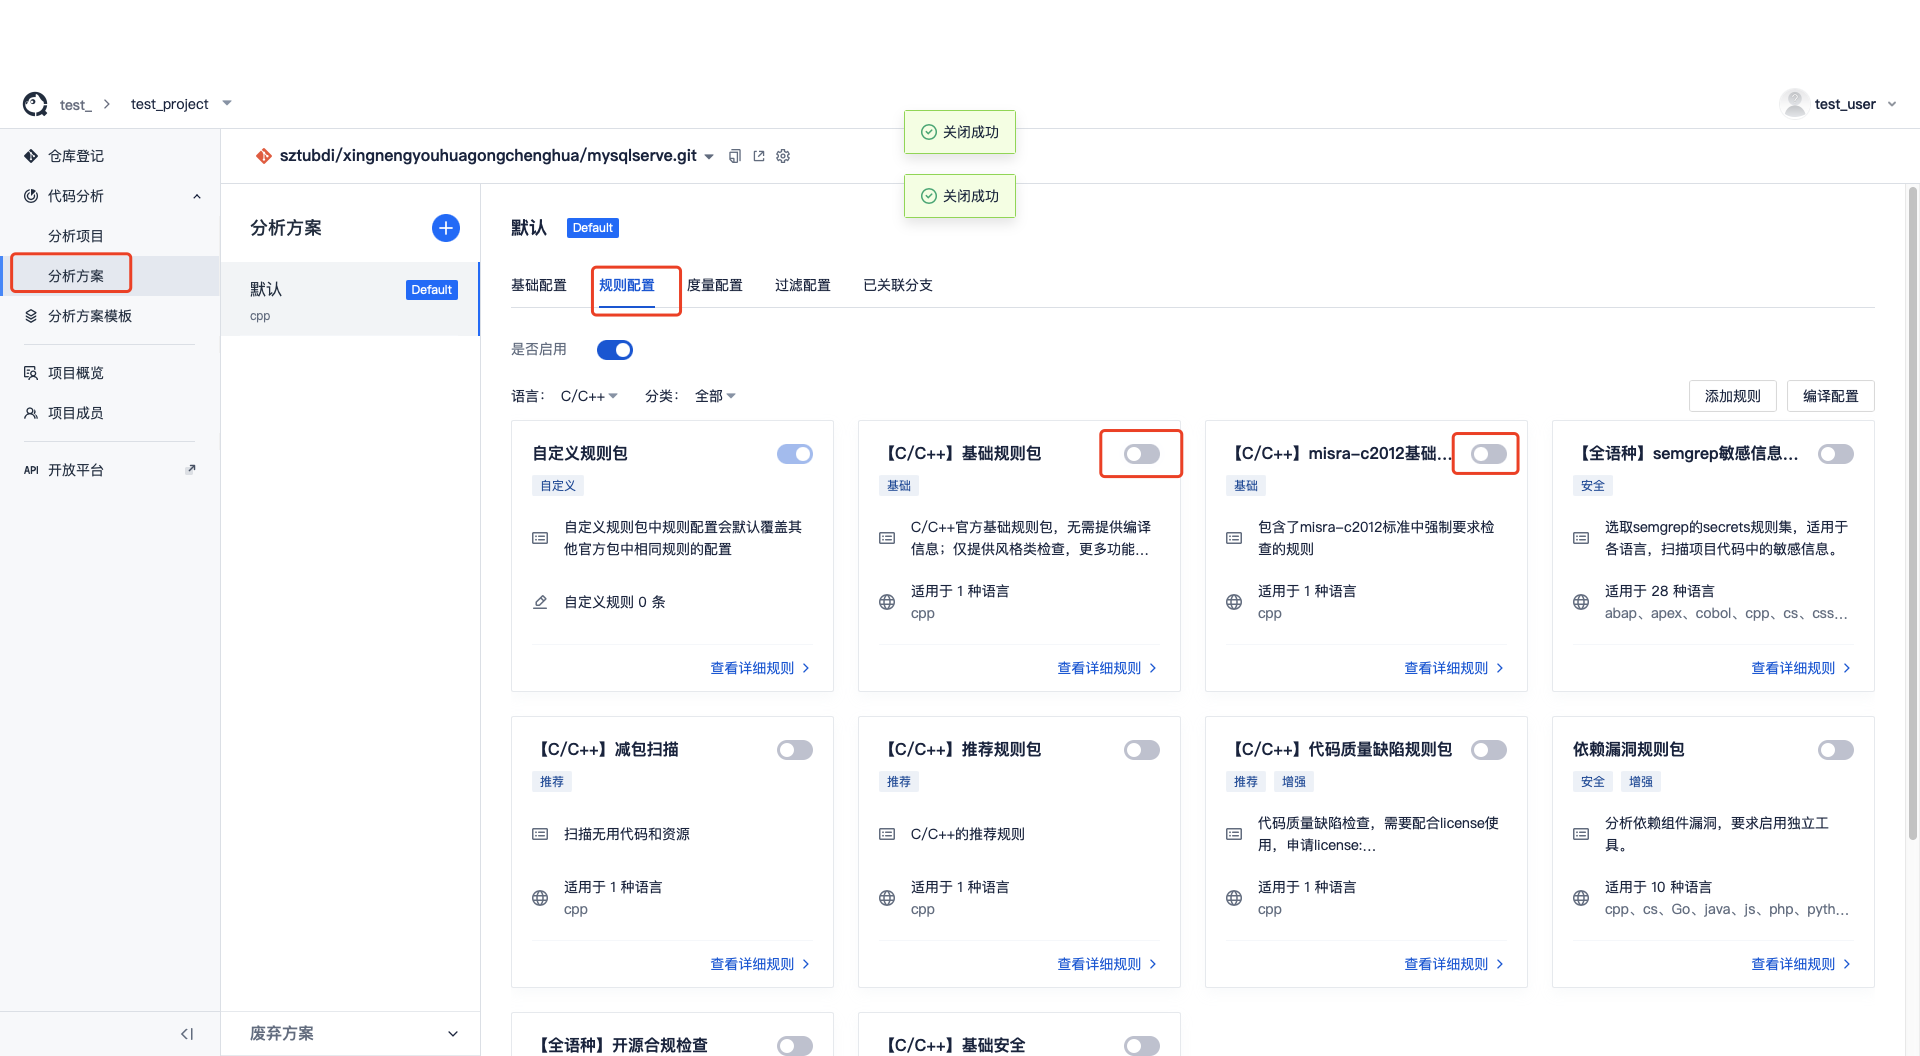 test_
test_project
test_user
仓库登记
代码分析
分析项目
分析方案
分析方案模板
项目概览
项目成员
API 开放平台
sztubdi/xingnengyouhuagongchenghua/mysqlserve.git
关闭成功
关闭成功
分析方案
默认
Default
cpp
废弃方案
默认
Default
基础配置
规则配置
度量配置
过滤配置
已关联分支
是否启用
语言： C/C++
分类： 全部
添加规则
编译配置
自定义规则包
自定义
自定义规则包中规则配置会默认覆盖其
他官方包中相同规则的配置
自定义规则 0 条
查看详细规则
【C/C++】基础规则包
基础
C/C++官方基础规则包，无需提供编译
信息；仅提供风格类检查，更多功能...
适用于 1 种语言
cpp
查看详细规则
【C/C++】misra-c2012基础...
基础
包含了misra-c2012标准中强制要求检
查的规则
适用于 1 种语言
cpp
查看详细规则
【全语种】semgrep敏感信息...
安全
选取semgrep的secrets规则集，适用于
各语言，扫描项目代码中的敏感信息。
适用于 28 种语言
abap、apex、cobol、cpp、cs、css...
查看详细规则
【C/C++】减包扫描
推荐
扫描无用代码和资源
适用于 1 种语言
cpp
查看详细规则
【C/C++】推荐规则包
推荐
C/C++的推荐规则
适用于 1 种语言
cpp
查看详细规则
【C/C++】代码质量缺陷规则包
推荐
增强
代码质量缺陷检查，需要配合license使
用，申请license:...
适用于 1 种语言
cpp
查看详细规则
依赖漏洞规则包
安全
增强
分析依赖组件漏洞，要求启用独立工
具。
适用于 10 种语言
cpp、cs、Go、java、js、php、pyth...
查看详细规则
【全语种】开源合规检查
【C/C++】基础安全